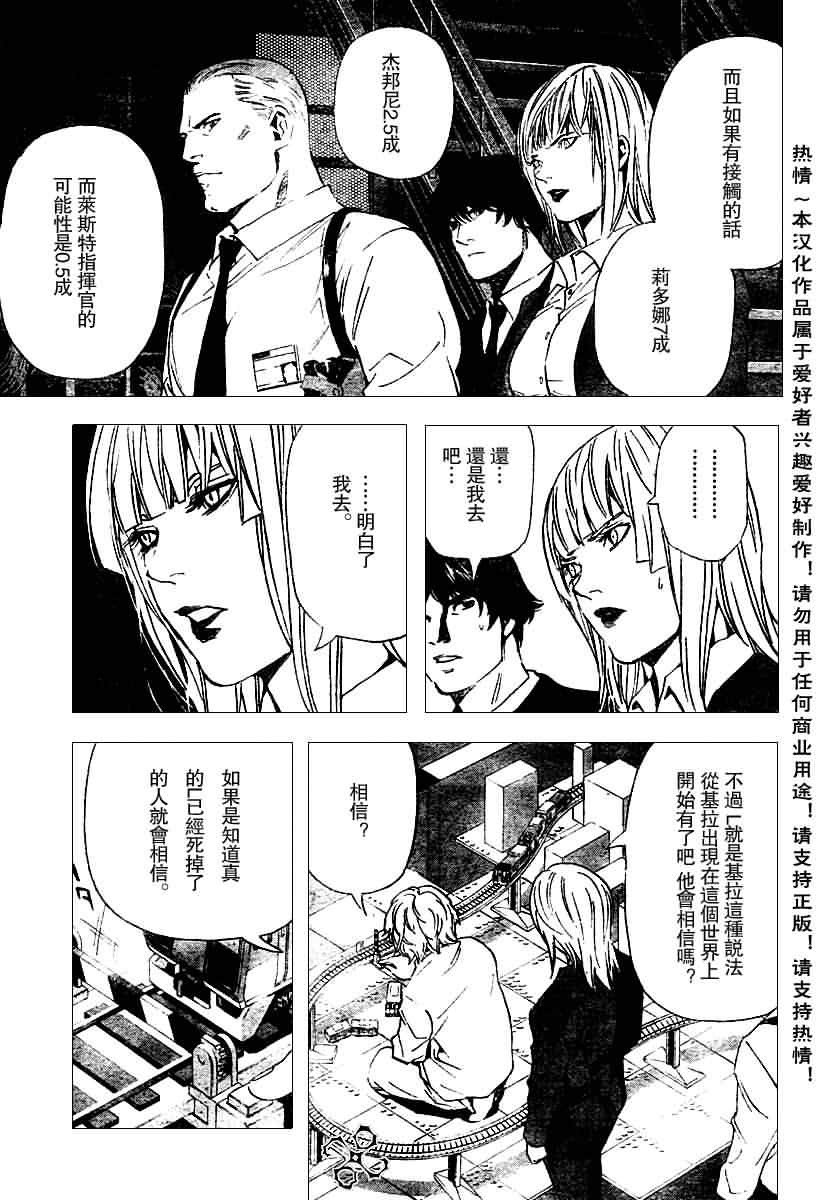 而且如果有接觸的話
莉多娜7成
杰邦尼2.5成
而萊斯特指揮官的
可能性是0.5成
………………
還…
還是我去
吧…
……明白了
我去。
不過 L就是基拉這種説法
從基拉出現在這個世界上
開始有了吧 他會相信嗎?
相信?
如果是知道真
的L已經死掉了
的人就會相信。
热情~本汉化作品属于爱好者兴趣爱好制作!请勿用于任何商业用途!请支持正版!请支持热情!